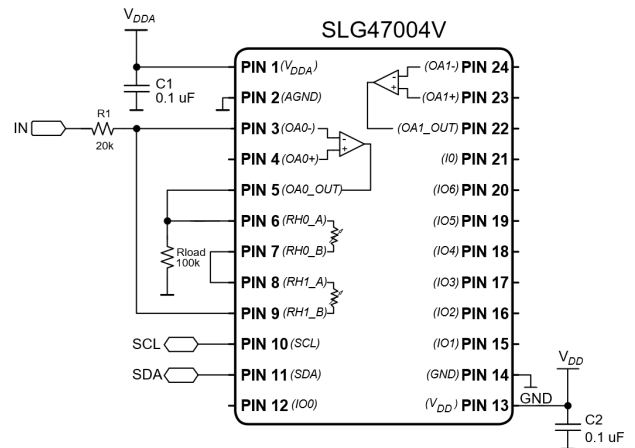 SLG47004V
V_DDA
C1
0.1 uF
IN
R1
20k
Rload
100k
SCL
SDA
PIN 1 (V_DDA)
PIN 2 (AGND)
PIN 3 (OA0-)
PIN 4 (OA0+)
PIN 5 (OA0_OUT)
PIN 6 (RH0_A)
PIN 7 (RH0_B)
PIN 8 (RH1_A)
PIN 9 (RH1_B)
PIN 10 (SCL)
PIN 11 (SDA)
PIN 12 (IO0)
- +
(OA1-) PIN 24
(OA1+) PIN 23
(OA1_OUT) PIN 22
(I0) PIN 21
(IO6) PIN 20
(IO5) PIN 19
(IO4) PIN 18
(IO3) PIN 17
(IO2) PIN 16
(IO1) PIN 15
(GND) PIN 14
(V_DD) PIN 13
- +
GND
V_DD
C2
0.1 uF